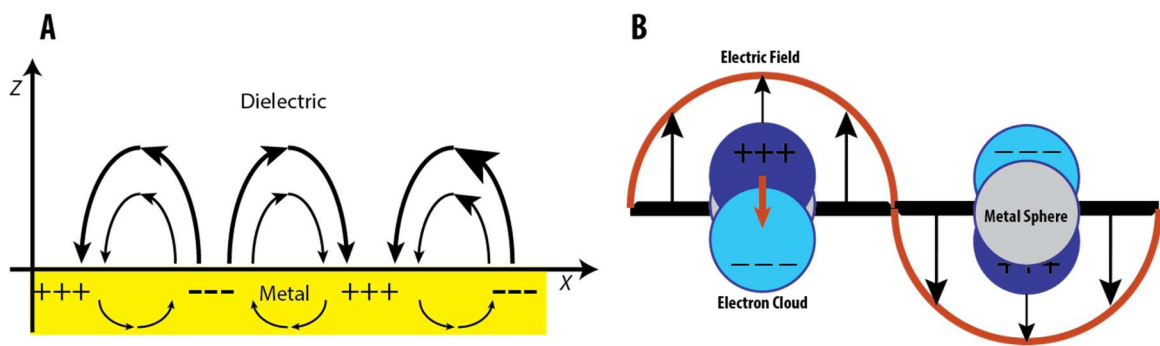 A
Z
Dielectric
+++ --- Metal +++ ---
X
B
Electric Field
+++
– – –
Metal Sphere
– – –
+ + +
Electron Cloud